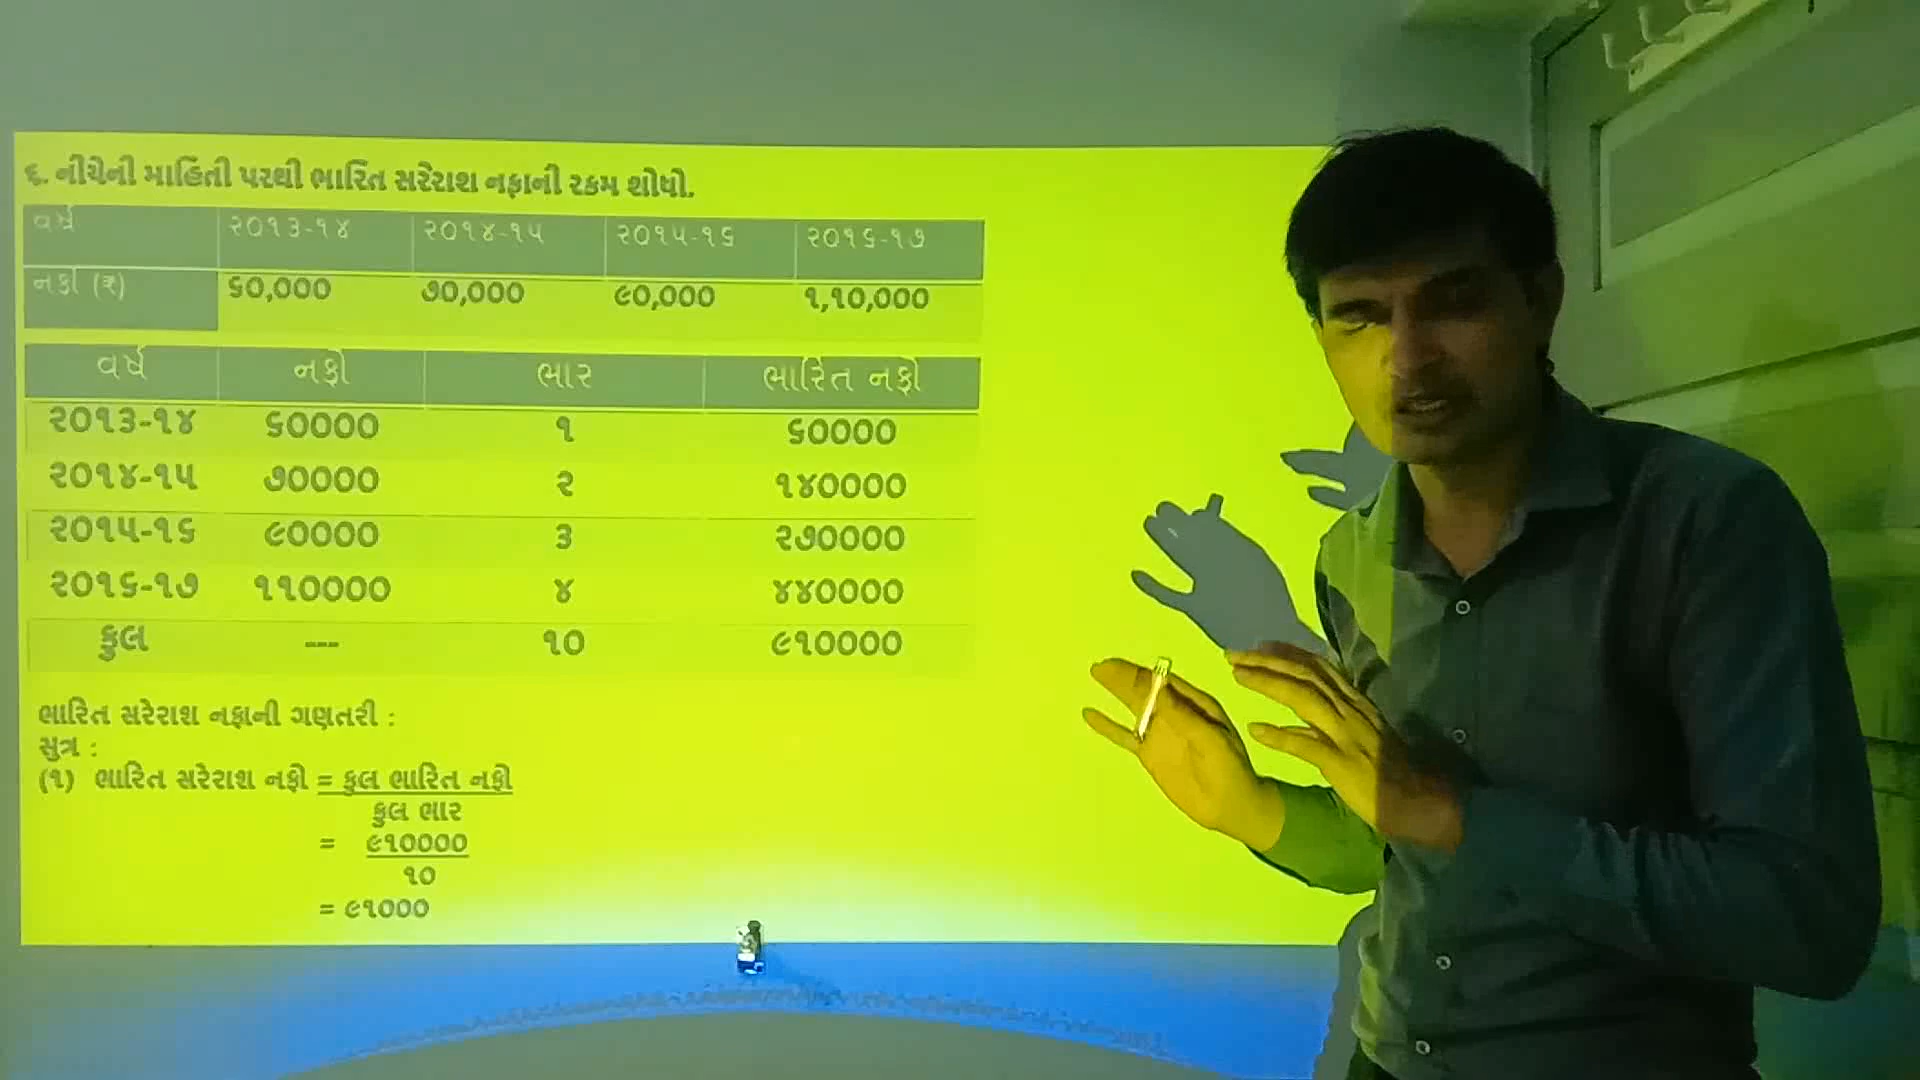 ૬. નીચેની માહિતી પરથી ભારિત સરેરાશ નફાની રકમ શોધો.
વર્ષ ૨૦૧૩-૧૪ ૨૦૧૪-૧૫ ૨૦૧૫-૧૬ ૨૦૧૬-૧૭
નફો (₹) ૬૦,૦૦૦ ૭૦,૦૦૦ ૯૦,૦૦૦ ૧,૧૦,૦૦૦
વર્ષ નફો ભાર ભારિત નફો
૨૦૧૩-૧૪ ૬૦૦૦૦ ૧ ૬૦૦૦૦
૨૦૧૪-૧૫ ૭૦૦૦૦ ૨ ૧૪૦૦૦૦
૨૦૧૫-૧૬ ૯૦૦૦૦ ૩ ૨૭૦૦૦૦
૨૦૧૬-૧૭ ૧૧૦૦૦૦ ૪ ૪૪૦૦૦૦
કુલ --- ૧૦ ૯૧૦૦૦૦
ભારિત સરેરાશ નફાની ગણતરી :
સુત્ર :
(૧) ભારિત સરેરાશ નફો = કુલ ભારિત નફો
કુલ ભાર
= ૯૧૦૦૦૦
૧૦
= ૯૧૦૦૦